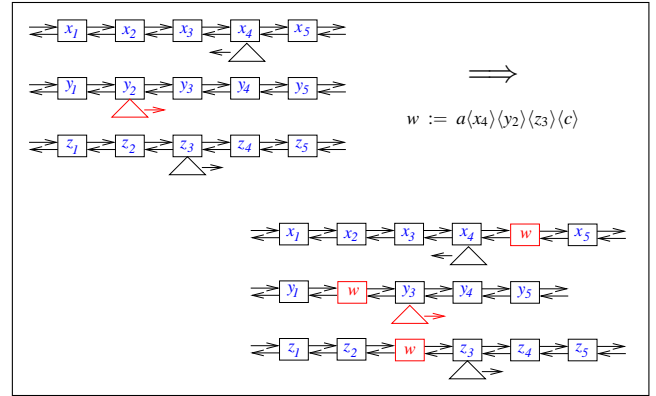 x₁ x₂ x₃ x₄ x₅
y₁ y₂ y₃ y₄ y₅
z₁ z₂ z₃ z₄ z₅
⟹
w := a⟨x₄⟩⟨y₂⟩⟨z₃⟩⟨c⟩
x₁ x₂ x₃ x₄ w x₅
y₁ w y₃ y₄ y₅
z₁ z₂ w z₃ z₄ z₅